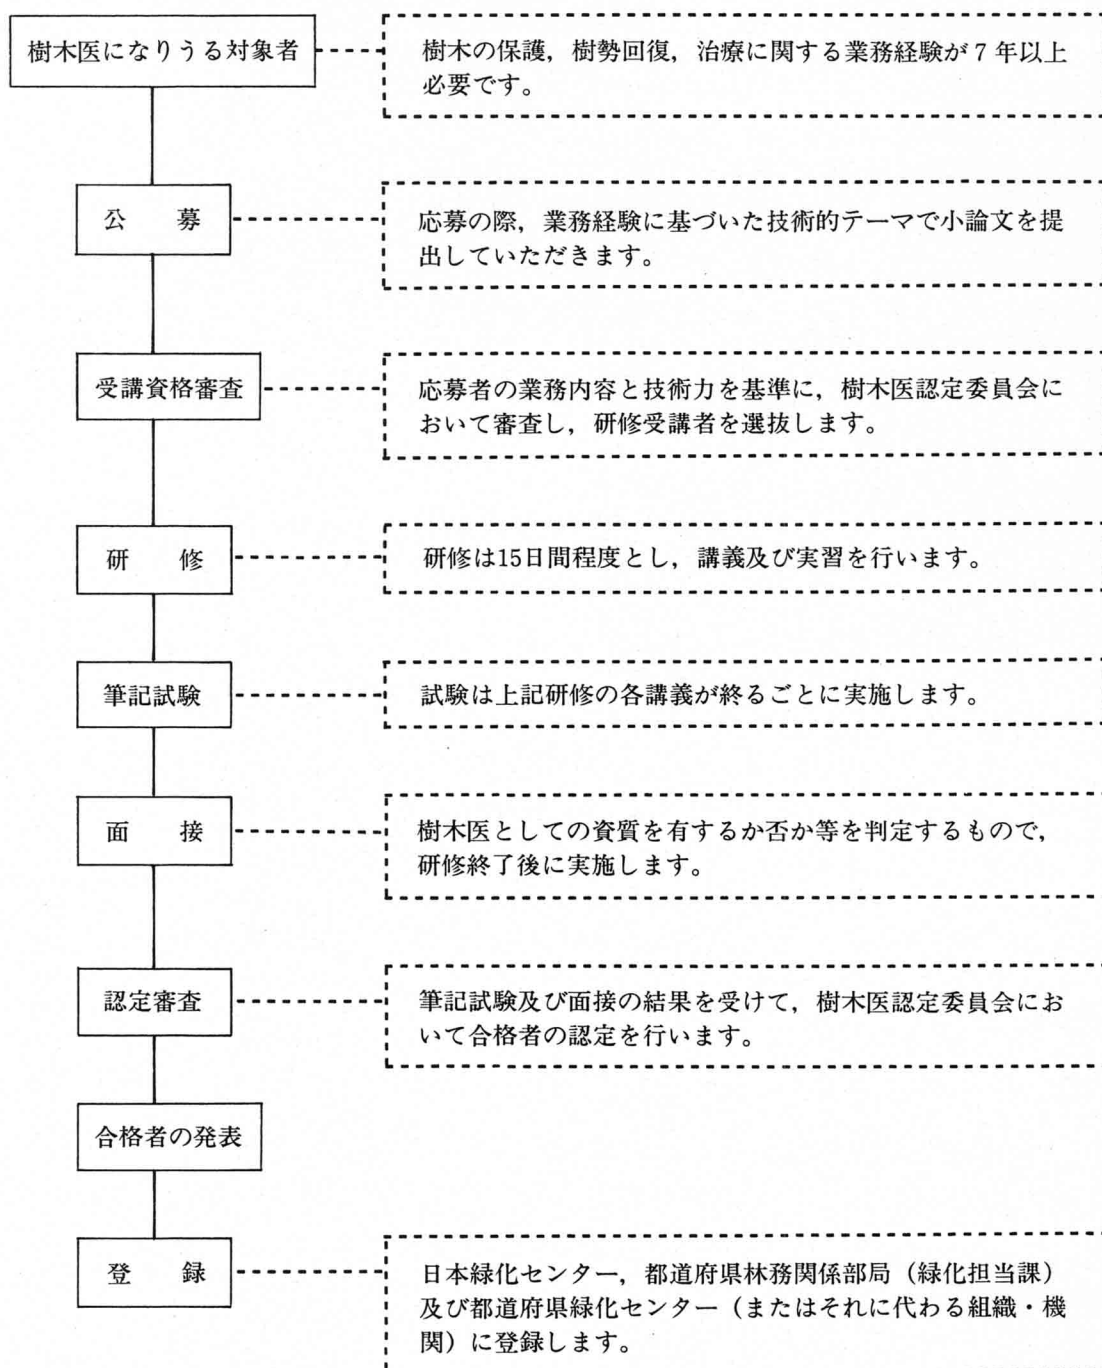 樹木医になりうる対象者
樹木の保護，樹勢回復，治療に関する業務経験が7年以上
必要です。
公　募
応募の際，業務経験に基づいた技術的テーマで小論文を提
出していただきます。
受講資格審査
応募者の業務内容と技術力を基準に，樹木医認定委員会に
おいて審査し，研修受講者を選抜します。
研　修
研修は15日間程度とし，講義及び実習を行います。
筆記試験
試験は上記研修の各講義が終るごとに実施します。
面　接
樹木医としての資質を有するか否か等を判定するもので，
研修終了後に実施します。
認定審査
筆記試験及び面接の結果を受けて，樹木医認定委員会にお
いて合格者の認定を行います。
合格者の発表
登　録
日本緑化センター，都道府県林務関係部局（緑化担当課）
及び都道府県緑化センター（またはそれに代わる組織・機
関）に登録します。